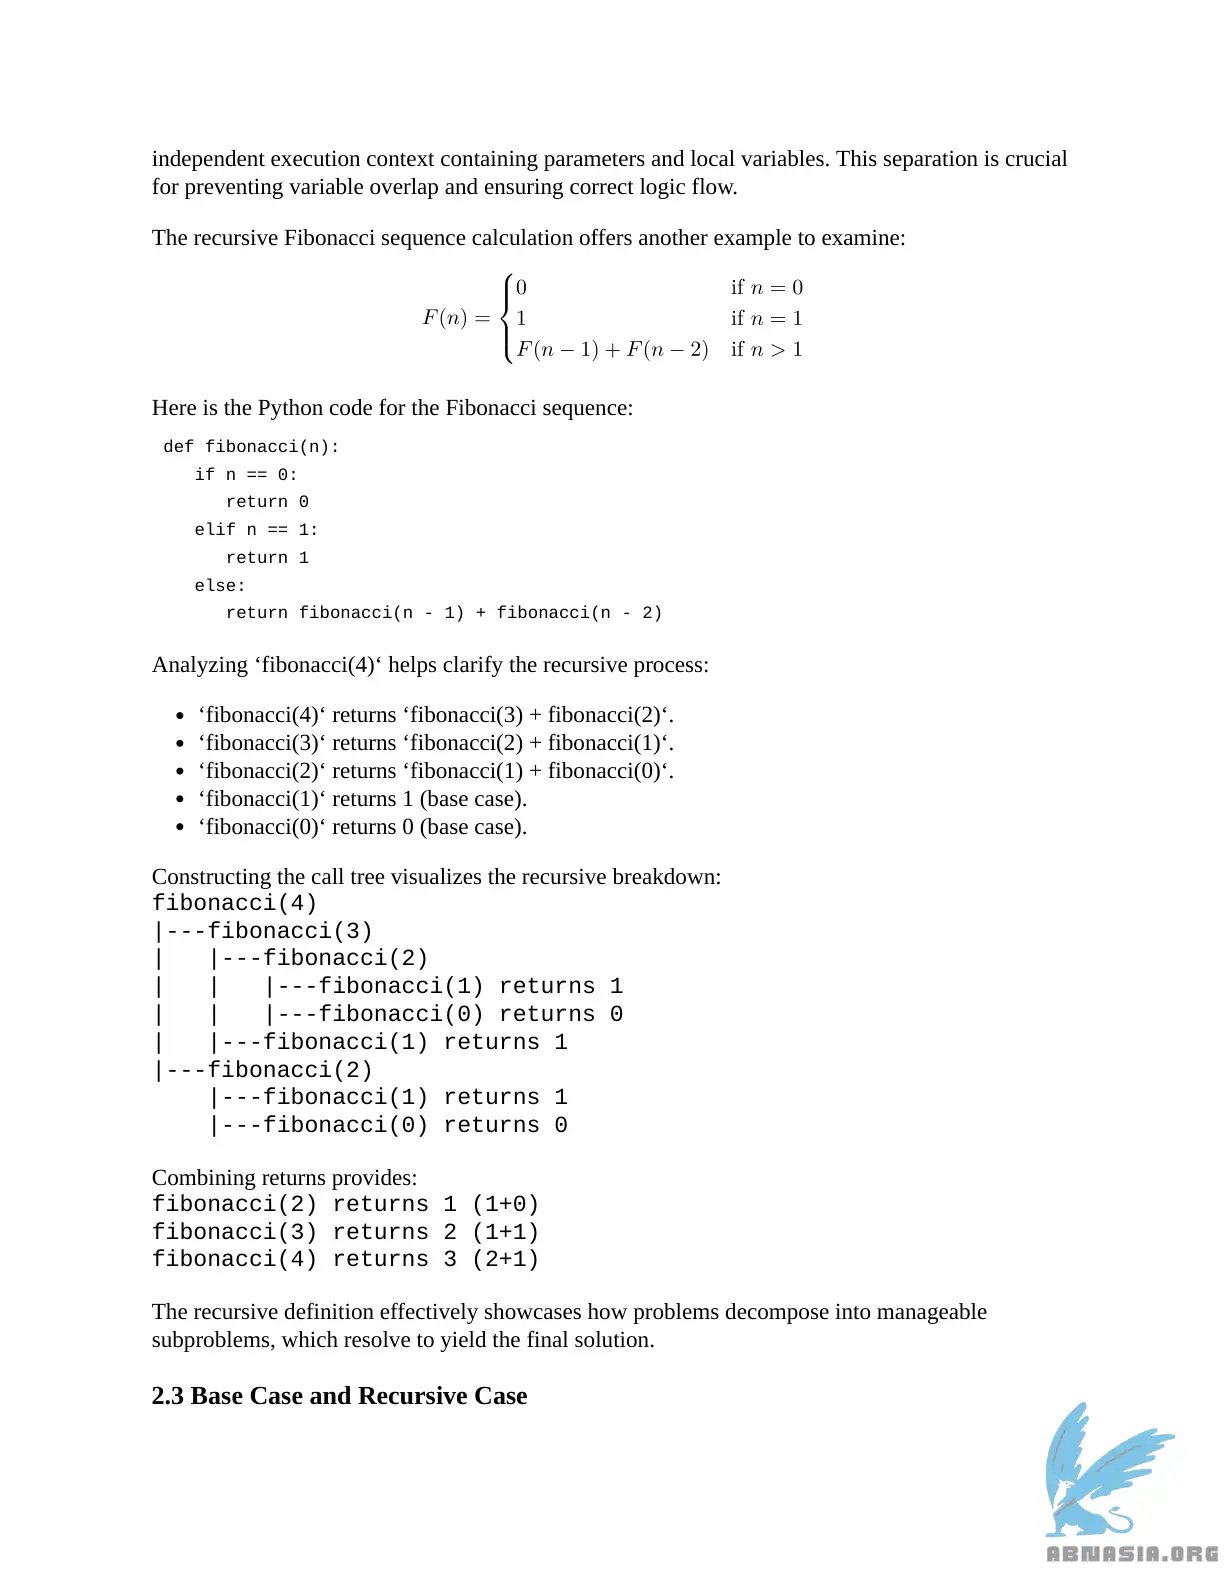 independent execution context containing parameters and local variables. This separation is crucial
for preventing variable overlap and ensuring correct logic flow.
The recursive Fibonacci sequence calculation offers another example to examine:
F(n) = { 0 if n = 0
1 if n = 1
F(n − 1) + F(n − 2) if n > 1
Here is the Python code for the Fibonacci sequence:
def fibonacci(n):
   if n == 0:
      return 0
   elif n == 1:
      return 1
   else:
      return fibonacci(n - 1) + fibonacci(n - 2)
Analyzing ‘fibonacci(4)‘ helps clarify the recursive process:
• ‘fibonacci(4)‘ returns ‘fibonacci(3) + fibonacci(2)‘.
• ‘fibonacci(3)‘ returns ‘fibonacci(2) + fibonacci(1)‘.
• ‘fibonacci(2)‘ returns ‘fibonacci(1) + fibonacci(0)‘.
• ‘fibonacci(1)‘ returns 1 (base case).
• ‘fibonacci(0)‘ returns 0 (base case).
Constructing the call tree visualizes the recursive breakdown:
fibonacci(4)
|---fibonacci(3)
|   |---fibonacci(2)
|   |   |---fibonacci(1) returns 1
|   |   |---fibonacci(0) returns 0
|   |---fibonacci(1) returns 1
|---fibonacci(2)
    |---fibonacci(1) returns 1
    |---fibonacci(0) returns 0
Combining returns provides:
fibonacci(2) returns 1 (1+0)
fibonacci(3) returns 2 (1+1)
fibonacci(4) returns 3 (2+1)
The recursive definition effectively showcases how problems decompose into manageable
subproblems, which resolve to yield the final solution.
2.3 Base Case and Recursive Case
ABNASIA.ORG